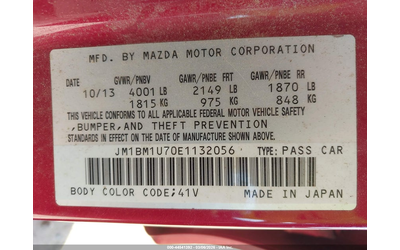 MFD. BY MAZDA MOTOR CORPORATION
DATE GVWR/PNBV GAWR/PNBE FRT GAWR/PNBE RR
10/13 4001 LB 2149 LB 1870 LB
1815 KG 975 KG 848 KG
THIS VEHICLE CONFORMS TO ALL APPLICABLE FEDERAL MOTOR VEHICLE SAFETY
,BUMPER,AND THEFT PREVENTION
STANDARDS IN EFFECT ON THE DATE OF MANUFACTURE SHOWN ABOVE.
JM1BM1U70E1132056 TYPE: PASS CAR
BODY COLOR CODE;41V MADE IN JAPAN